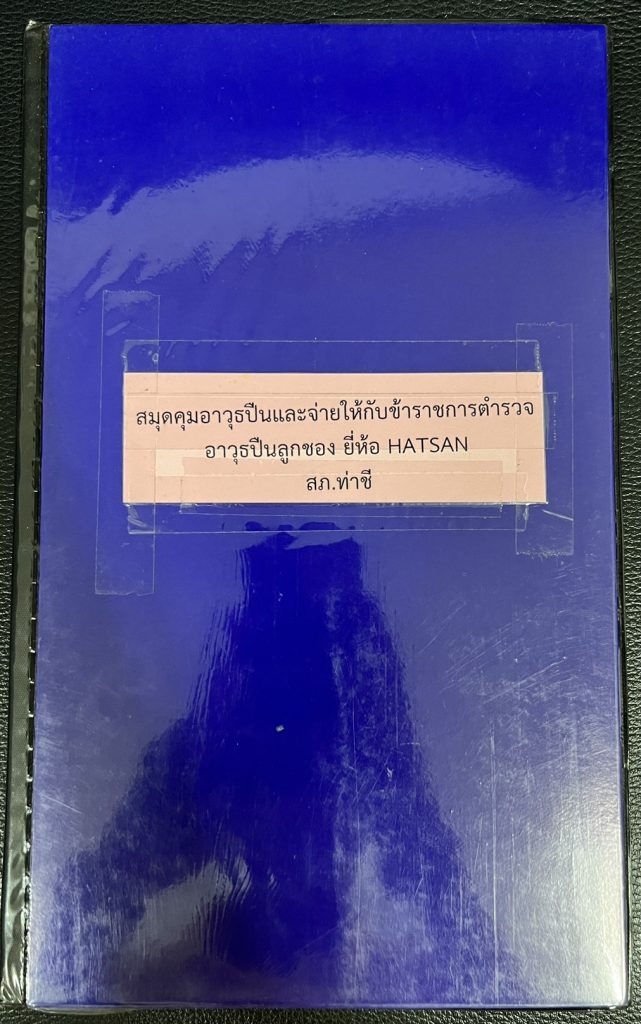 สมุดคุมอาวุธปืนและจ่ายให้กับข้าราชการตำรวจ
อาวุธปืนลูกซอง ยี่ห้อ HATSAN
สภ.ท่าชี